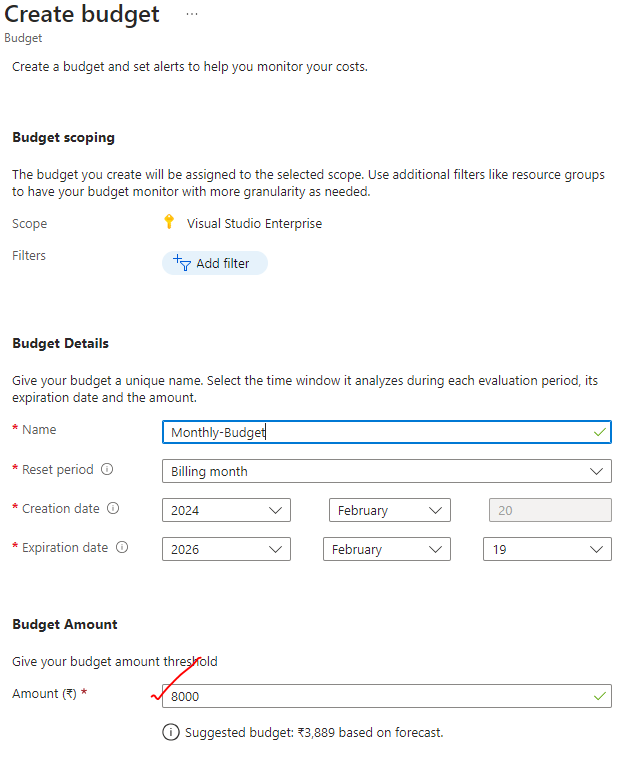 Create budget ...
Budget
Create a budget and set alerts to help you monitor your costs.
Budget scoping
The budget you create will be assigned to the selected scope. Use additional filters like resource groups
to have your budget monitor with more granularity as needed.
Scope Visual Studio Enterprise
Filters Add filter
Budget Details
Give your budget a unique name. Select the time window it analyzes during each evaluation period, its
expiration date and the amount.
* Name Monthly-Budget
* Reset period Billing month
* Creation date 2024 February 20
* Expiration date 2026 February 19
Budget Amount
Give your budget amount threshold
Amount (₹) * 8000
Suggested budget: ₹3,889 based on forecast.